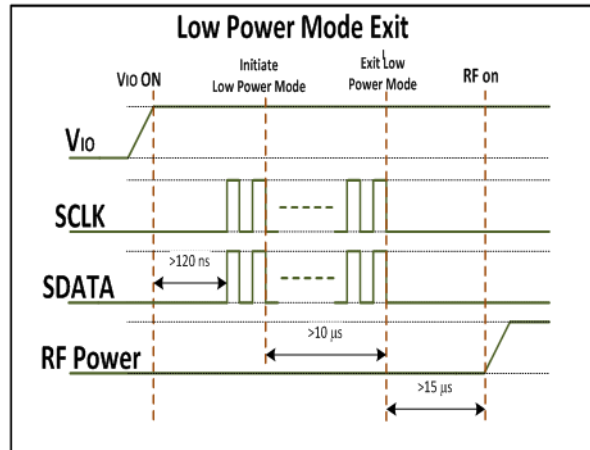 Low Power Mode Exit
VIO ON
Initiate
Low Power Mode
Exit Low
Power Mode
RF on
VIO
SCLK
>120 ns
SDATA
>10 μs
RF Power
>15 μs